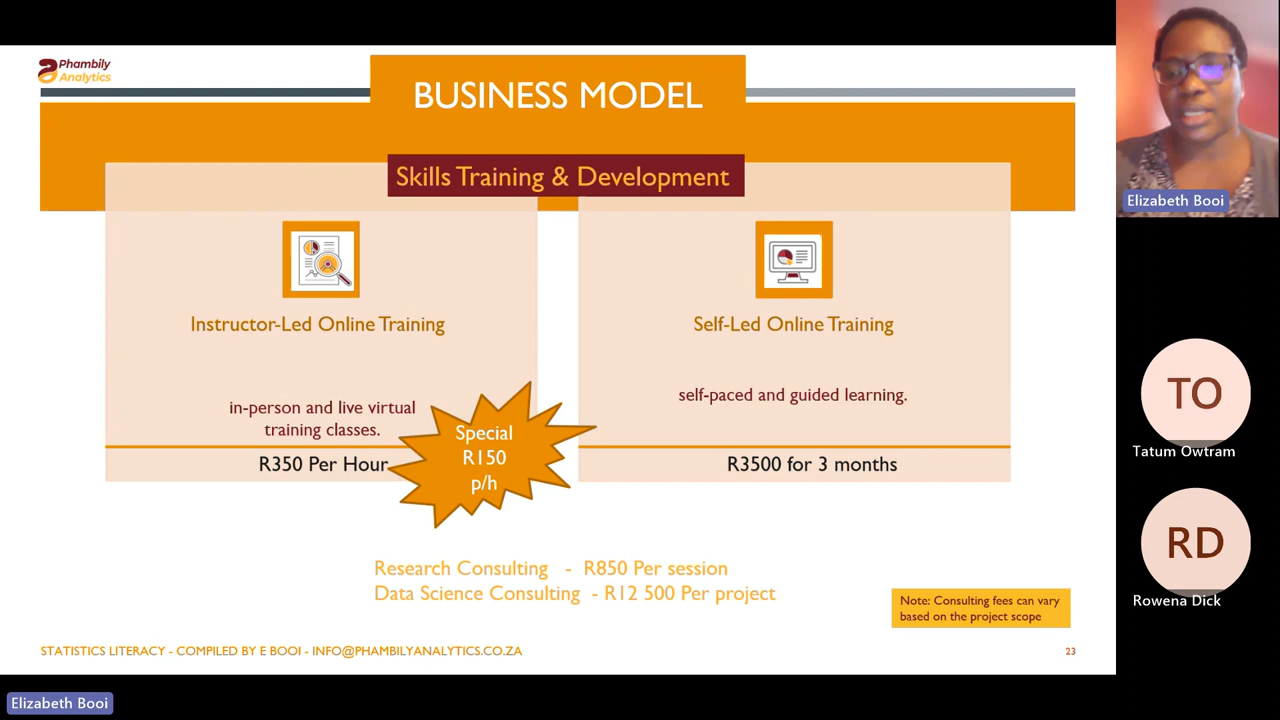 Phambily
Analytics
BUSINESS MODEL
Skills Training & Development
Instructor-Led Online Training
in-person and live virtual
training classes.
R350 Per Hour
Special
R150
p/h
Self-Led Online Training
self-paced and guided learning.
R3500 for 3 months
Research Consulting - R850 Per session
Data Science Consulting - R12 500 Per project
Note: Consulting fees can vary
based on the project scope
STATISTICS LITERACY - COMPILED BY E BOOI - INFO@PHAMBILYANALYTICS.CO.ZA
23
Elizabeth Booi
TO
Tatum Owtram
RD
Rowena Dick
Elizabeth Booi